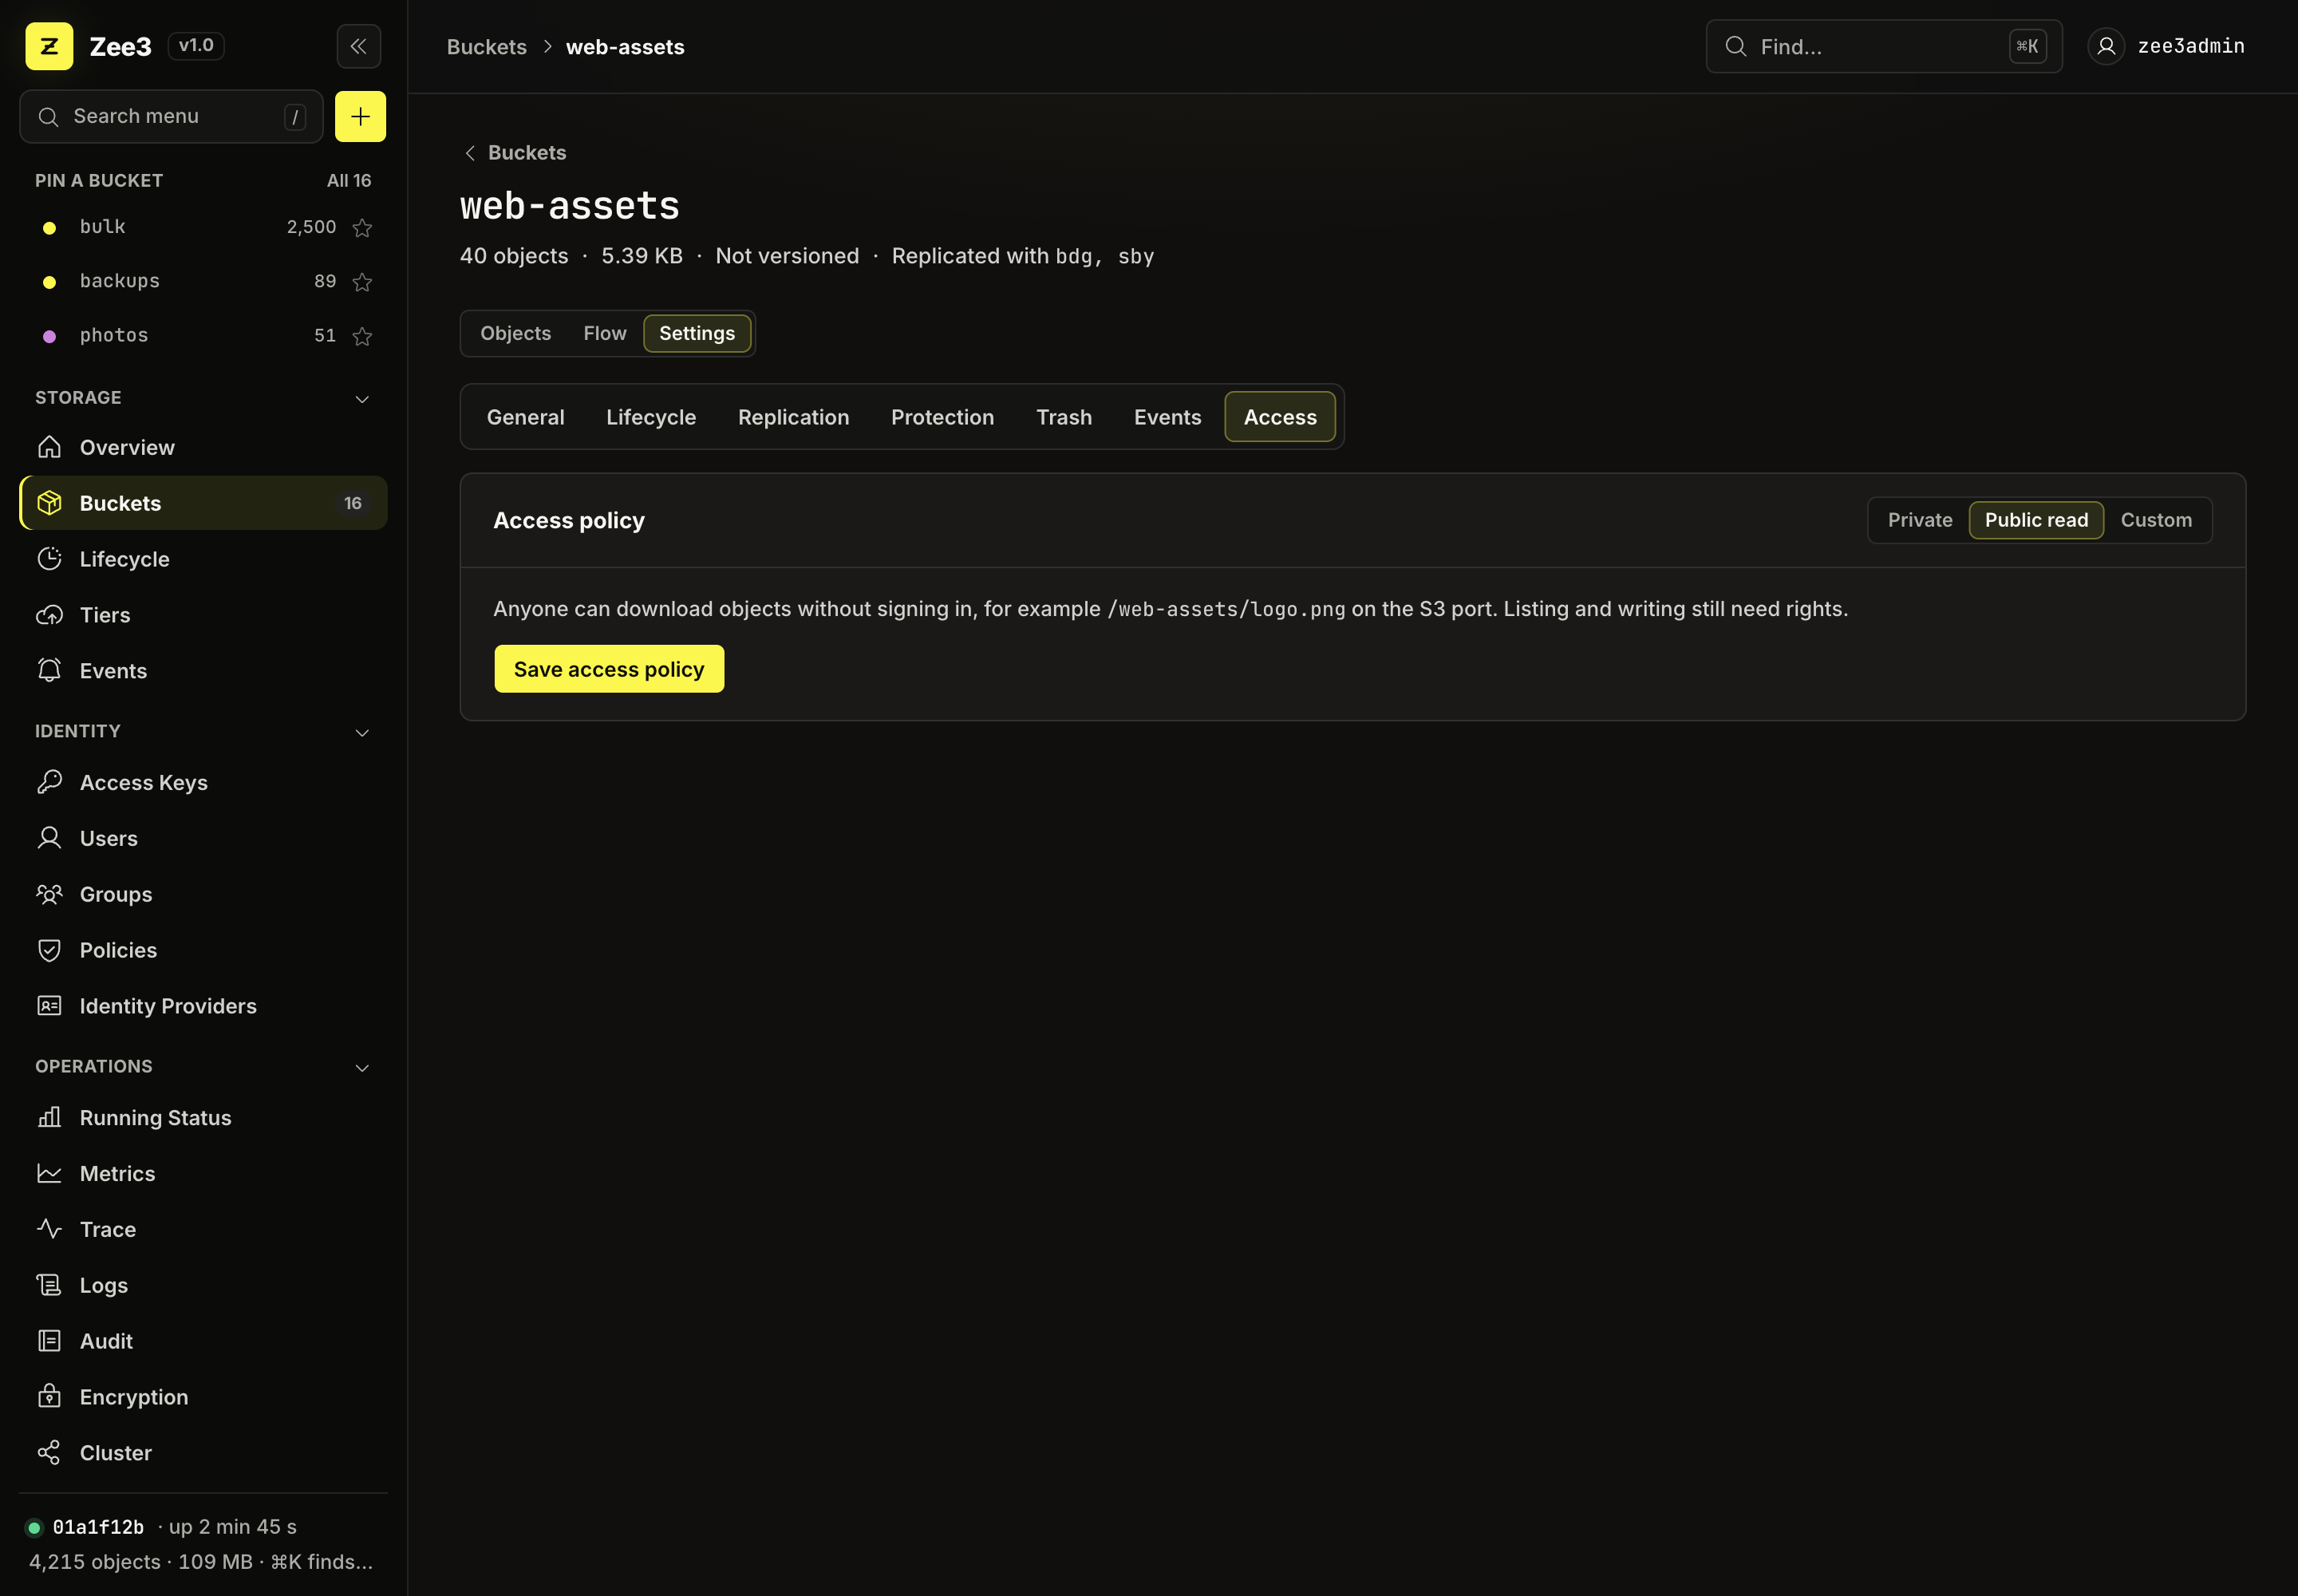 Z Zee3 v1.0
Search menu /
PIN A BUCKET All 16
bulk 2,500
backups 89
photos 51
STORAGE
Overview
Buckets 16
Lifecycle
Tiers
Events
IDENTITY
Access Keys
Users
Groups
Policies
Identity Providers
OPERATIONS
Running Status
Metrics
Trace
Logs
Audit
Encryption
Cluster
01a1f12b · up 2 min 45 s
4,215 objects · 109 MB · ⌘K finds...
Buckets > web-assets
Find... ⌘K
zee3admin
Buckets
web-assets
40 objects · 5.39 KB · Not versioned · Replicated with bdg, sby
Objects Flow Settings
General Lifecycle Replication Protection Trash Events Access
Access policy
Private Public read Custom
Anyone can download objects without signing in, for example /web-assets/logo.png on the S3 port. Listing and writing still need rights.
Save access policy